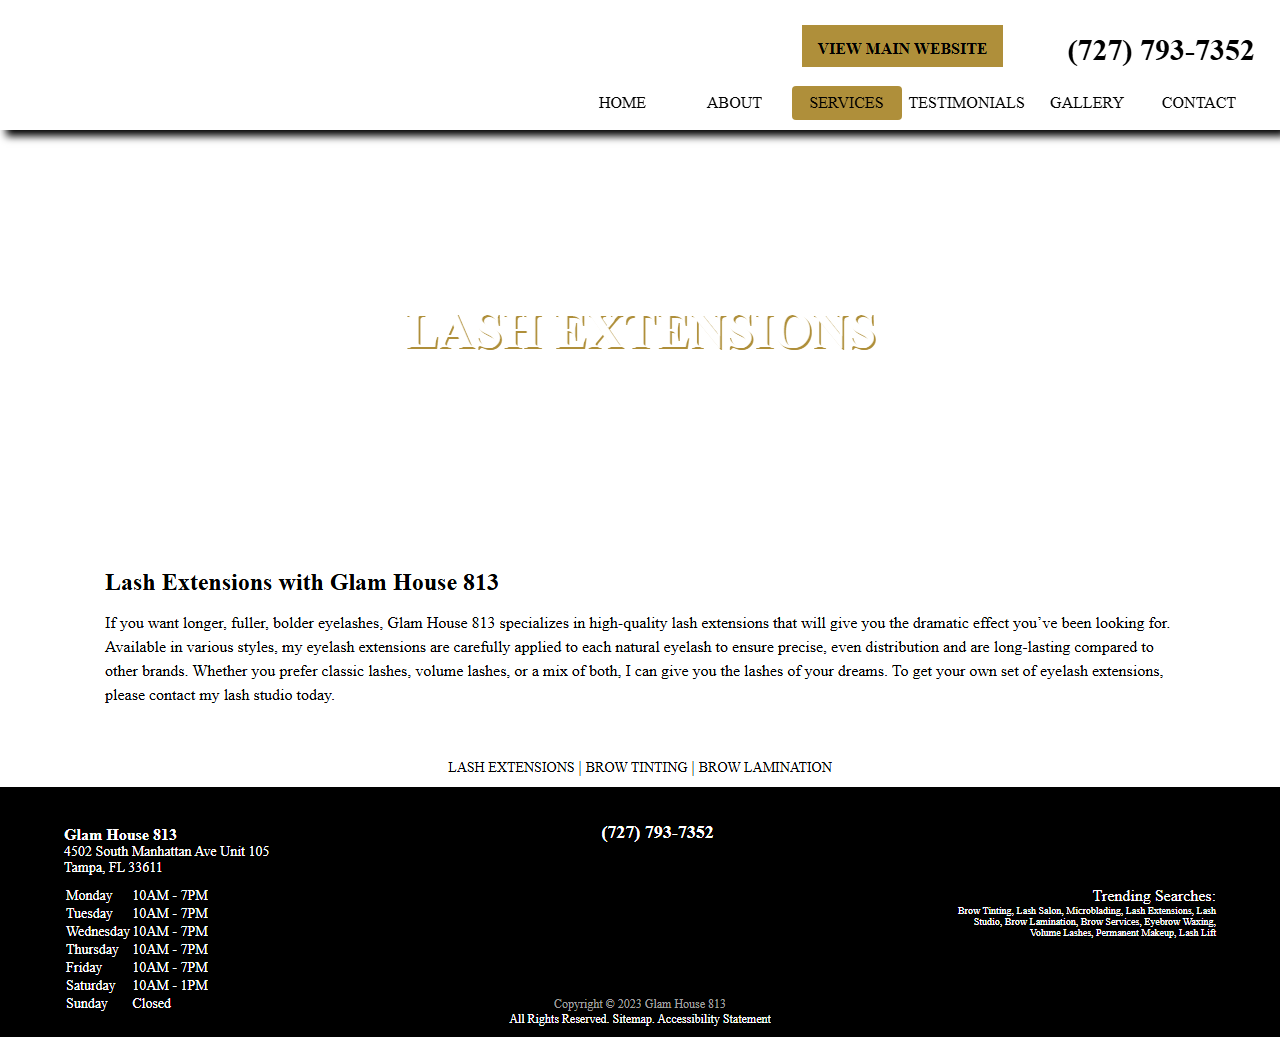 VIEW MAIN WEBSITE
(727) 793-7352
HOME ABOUT SERVICES TESTIMONIALS GALLERY CONTACT
LASH EXTENSIONS
Lash Extensions with Glam House 813
If you want longer, fuller, bolder eyelashes, Glam House 813 specializes in high-quality lash extensions that will give you the dramatic effect you’ve been looking for.
Available in various styles, my eyelash extensions are carefully applied to each natural eyelash to ensure precise, even distribution and are long-lasting compared to
other brands. Whether you prefer classic lashes, volume lashes, or a mix of both, I can give you the lashes of your dreams. To get your own set of eyelash extensions,
please contact my lash studio today.
LASH EXTENSIONS | BROW TINTING | BROW LAMINATION
Glam House 813
4502 South Manhattan Ave Unit 105
Tampa, FL 33611
Monday 10AM - 7PM
Tuesday 10AM - 7PM
Wednesday 10AM - 7PM
Thursday 10AM - 7PM
Friday 10AM - 7PM
Saturday 10AM - 1PM
Sunday Closed
(727) 793-7352
Trending Searches:
Brow Tinting, Lash Salon, Microblading, Lash Extensions, Lash
Studio, Brow Lamination, Brow Services, Eyebrow Waxing,
Volume Lashes, Permanent Makeup, Lash Lift
Copyright © 2023 Glam House 813
All Rights Reserved. Sitemap. Accessibility Statement